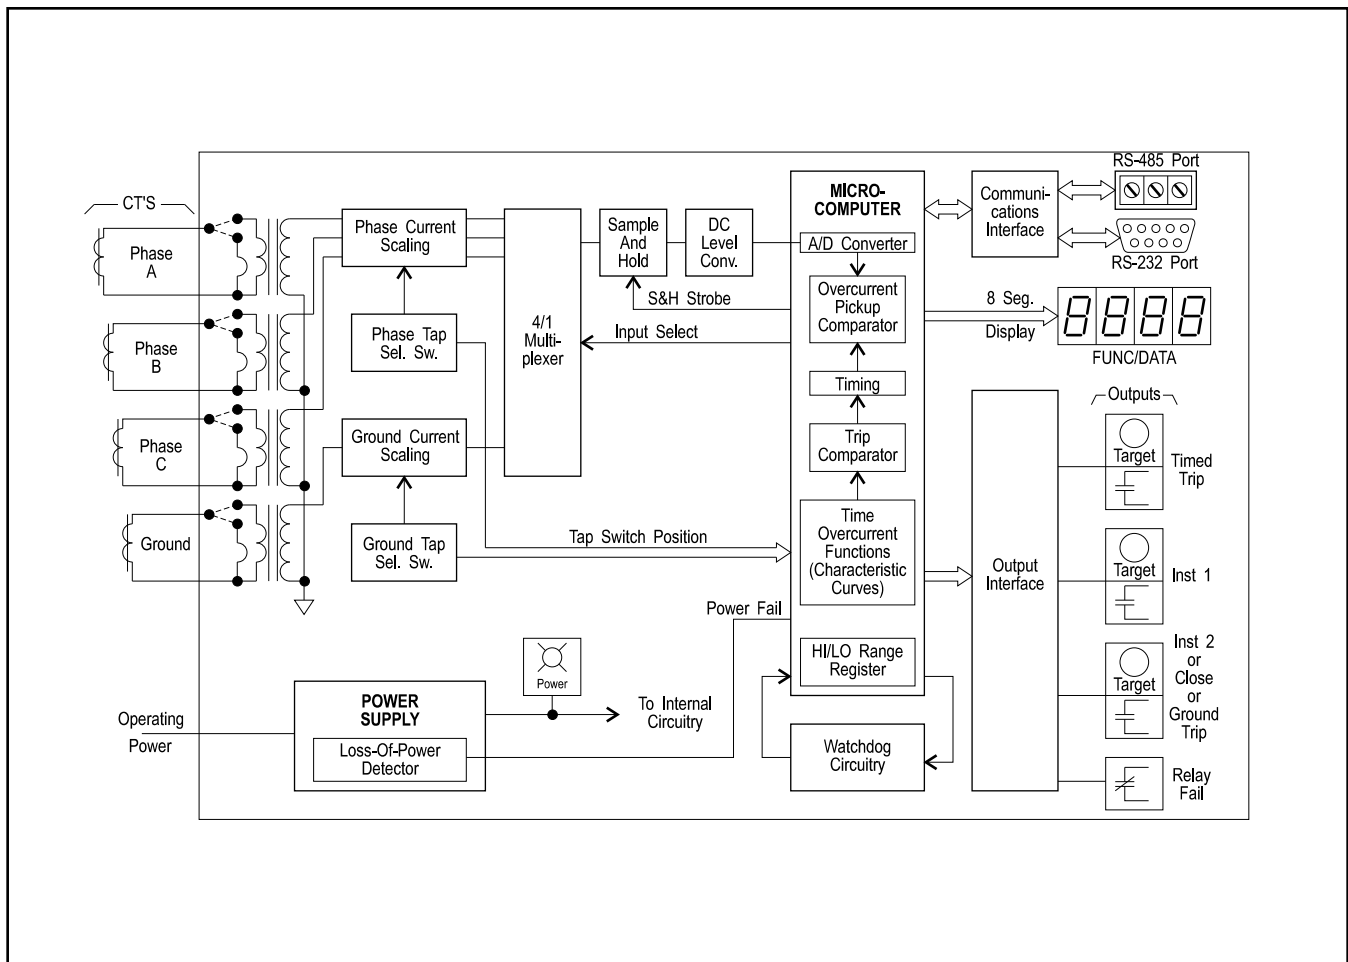 CT'S
Phase
A
Phase
B
Phase
C
Ground
Phase Current
Scaling
Phase Tap
Sel. Sw.
Ground Current
Scaling
Ground Tap
Sel. Sw.
4/1
Multi-
plexer
Sample
And
Hold
DC
Level
Conv.
S&H Strobe
Input Select
Tap Switch Position
Power Fail
MICRO-
COMPUTER
A/D Converter
Overcurrent
Pickup
Comparator
Timing
Trip
Comparator
Time
Overcurrent
Functions
(Characteristic
Curves)
HI/LO Range
Register
Watchdog
Circuitry
Communi-
cations
Interface
RS-485 Port
RS-232 Port
8 Seg.
Display
8888
FUNC/DATA
Output
Interface
Outputs
Target
Timed
Trip
Target
Inst 1
Target
Inst 2
or
Close
or
Ground
Trip
Relay
Fail
Operating
Power
POWER
SUPPLY
Loss-Of-Power
Detector
Power
To Internal
Circuitry